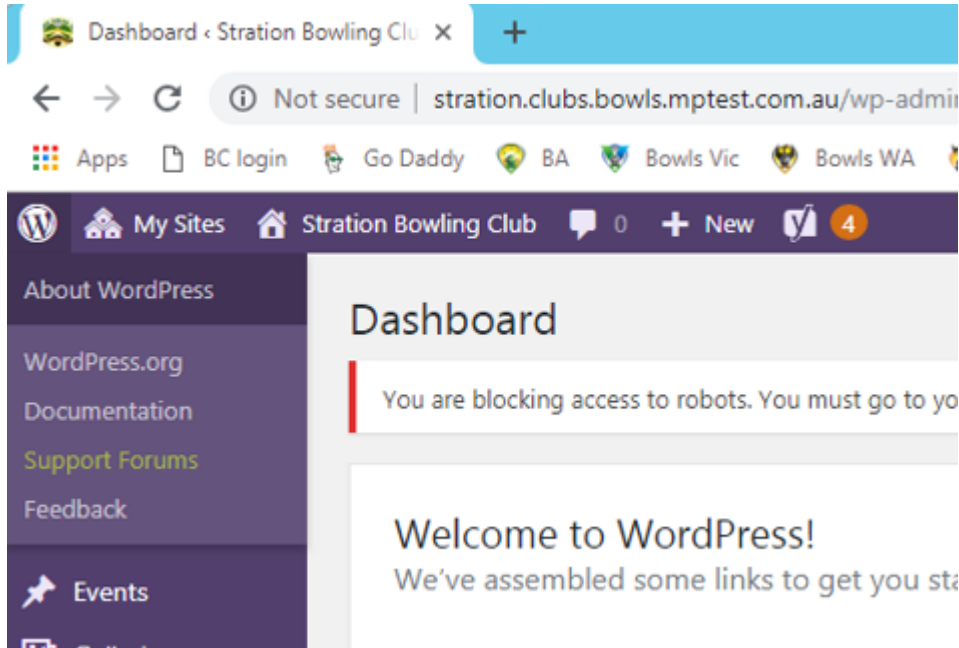 Dashboard ‹ Stration Bowling Clu
Not secure | stration.clubs.bowls.mptest.com.au/wp-admin
Apps BC login Go Daddy BA Bowls Vic Bowls WA
My Sites Stration Bowling Club 0 + New 4
About WordPress
Dashboard
WordPress.org
You are blocking access to robots. You must go to yo
Documentation
Support Forums
Feedback
Welcome to WordPress!
We've assembled some links to get you sta
Events